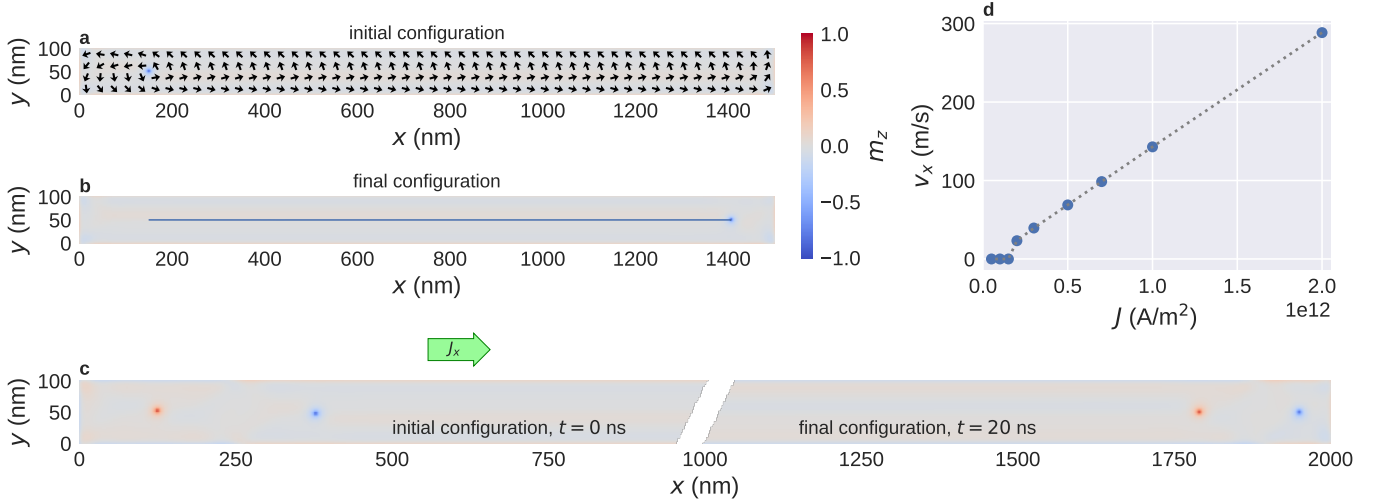 a
initial configuration
100
50
0
y (nm)
0 200 400 600 800 1000 1200 1400
x (nm)
b
final configuration
100
50
0
y (nm)
0 200 400 600 800 1000 1200 1400
x (nm)
1.0
0.5
0.0
−0.5
−1.0
m_z
d
300
200
100
0
v_x (m/s)
0.0 0.5 1.0 1.5 2.0
1e12
J (A/m²)
J_x
c
100
50
0
y (nm)
initial configuration, t = 0 ns
final configuration, t = 20 ns
0 250 500 750 1000 1250 1500 1750 2000
x (nm)